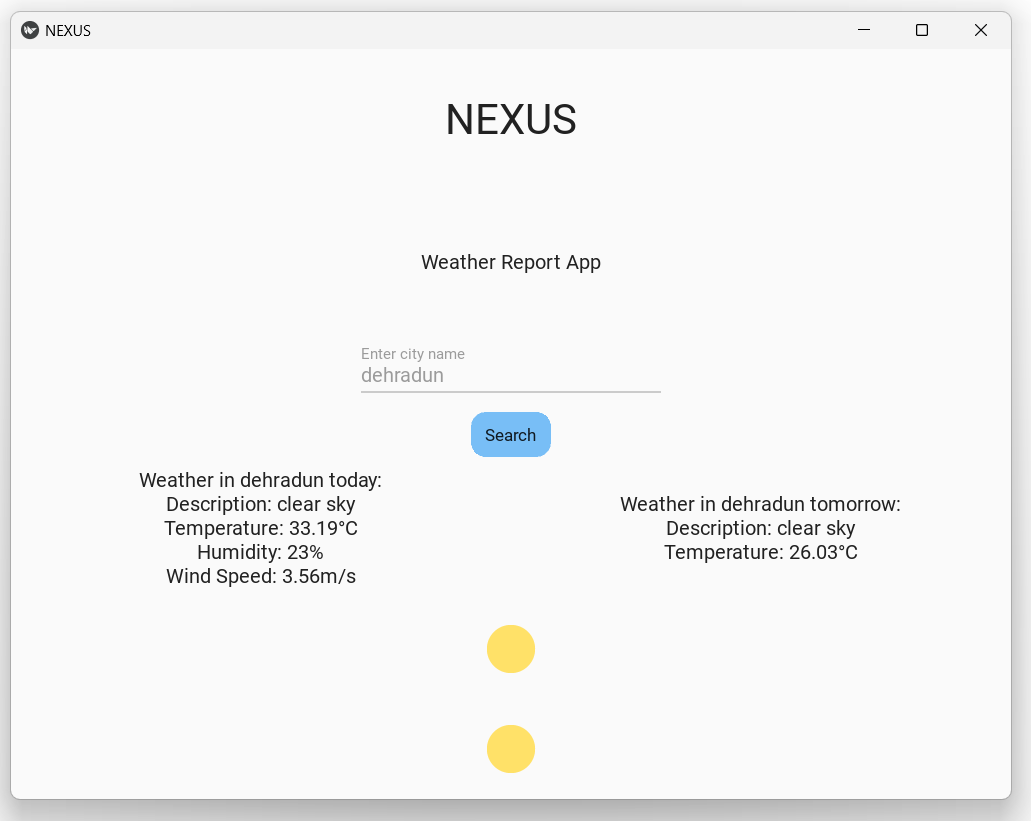 NEXUS
NEXUS
Weather Report App
Enter city name
dehradun
Search
Weather in dehradun today:
Description: clear sky
Temperature: 33.19°C
Humidity: 23%
Wind Speed: 3.56m/s
Weather in dehradun tomorrow:
Description: clear sky
Temperature: 26.03°C